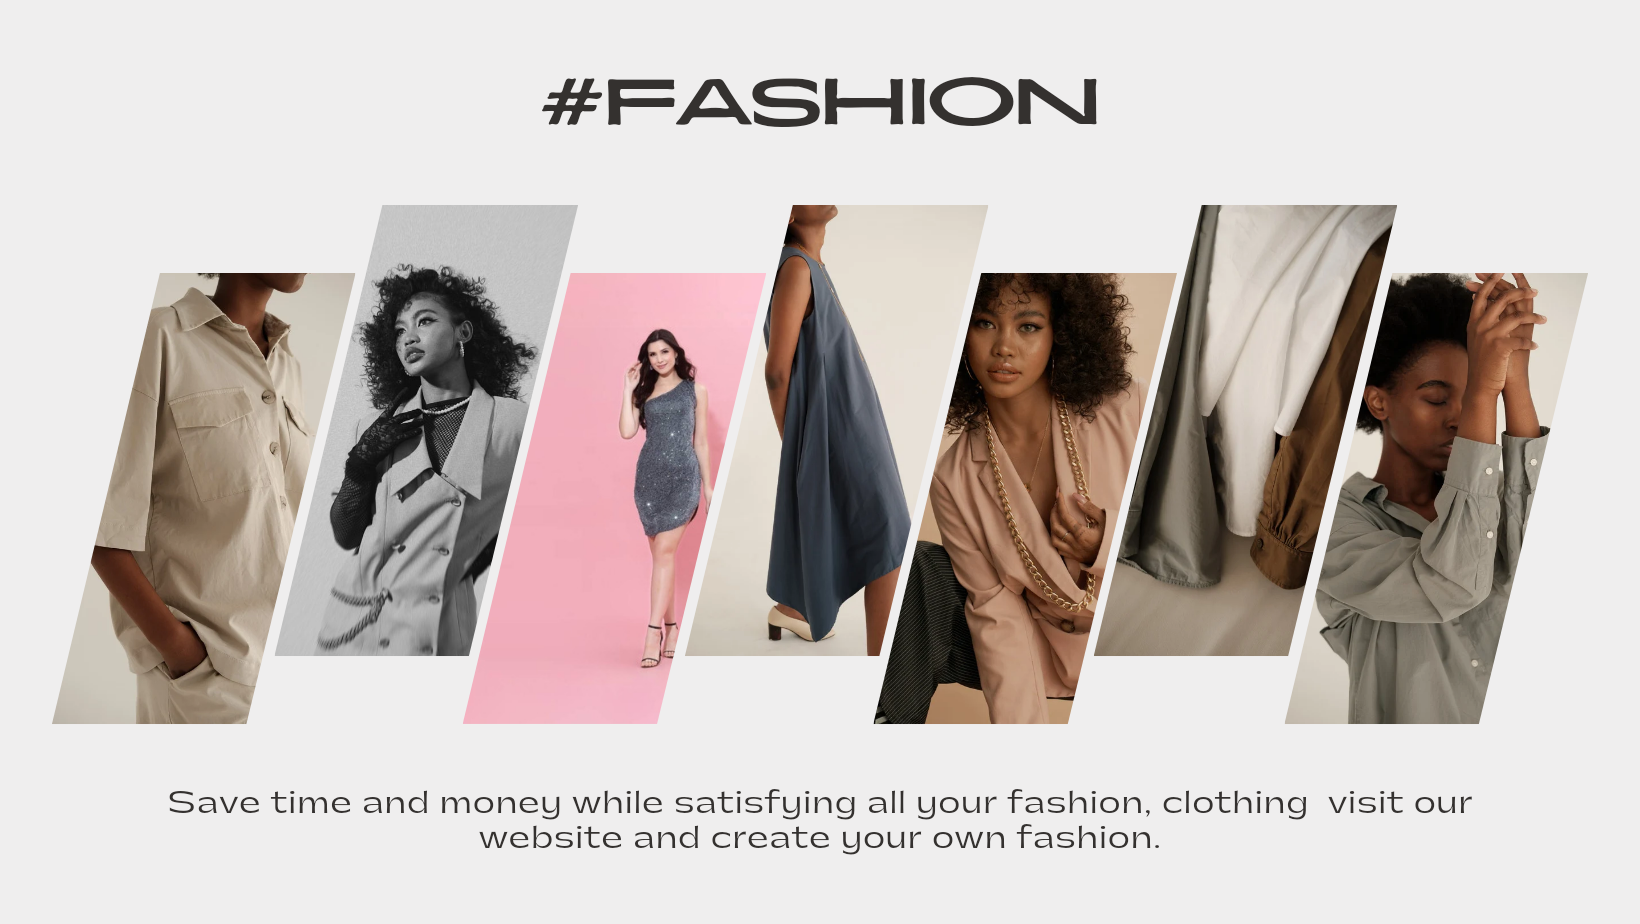 #FASHION
Save time and money while satisfying all your fashion, clothing  visit our
website and create your own fashion.